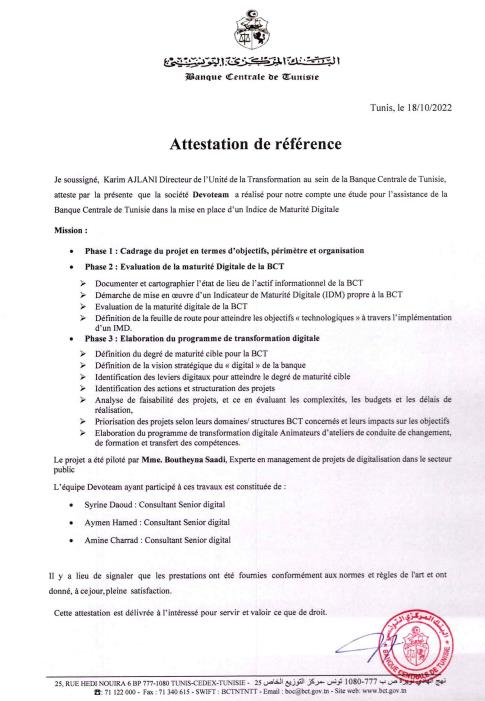 البنك المركزي التونسي
Banque Centrale de Tunisie
Tunis, le 18/10/2022
Attestation de référence
Je soussigné, Karim AJLANI Directeur de l'Unité de la Transformation au sein de la Banque Centrale de Tunisie,
atteste par la présente que la société Devoteam a réalisé pour notre compte une étude pour l'assistance de la
Banque Centrale de Tunisie dans la mise en place d'un Indice de Maturité Digitale
Mission :
• Phase 1 : Cadrage du projet en termes d'objectifs, périmètre et organisation
• Phase 2 : Evaluation de la maturité Digitale de la BCT
➢ Documenter et cartographier l'état de lieu de l'actif informationnel de la BCT
➢ Démarche de mise en œuvre d'un Indicateur de Maturité Digitale (IDM) propre à la BCT
➢ Evaluation de la maturité digitale de la BCT
➢ Définition de la feuille de route pour atteindre les objectifs « technologiques » à travers l'implémentation
d'un IMD.
• Phase 3 : Elaboration du programme de transformation digitale
➢ Définition du degré de maturité cible pour la BCT
➢ Définition de la vision stratégique du « digital » de la banque
➢ Identification des leviers digitaux pour atteindre le degré de maturité cible
➢ Identification des actions et structuration des projets
➢ Analyse de faisabilité des projets, et ce en évaluant les complexités, les budgets et les délais de
réalisation,
➢ Priorisation des projets selon leurs domaines/ structures BCT concernés et leurs impacts sur les objectifs
➢ Elaboration du programme de transformation digitale Animateurs d'ateliers de conduite de changement,
de formation et transfert des compétences.
Le projet a été piloté par Mme. Boutheyna Saadi, Experte en management de projets de digitalisation dans le secteur
public
L'équipe Devoteam ayant participé à ces travaux est constituée de :
• Syrine Daoud : Consultant Senior digital
• Aymen Hamed : Consultant Senior digital
• Amine Charrad : Consultant Senior digital
Il y a lieu de signaler que les prestations ont été fournies conformément aux normes et règles de l'art et ont
donné, à ce jour, pleine satisfaction.
Cette attestation est délivrée à l'intéressé pour servir et valoir ce que de droit.
البنك المركزي التونسي
BANQUE CENTRALE DE TUNISIE
25, RUE HEDI NOUIRA 6 BP 777-1080 TUNIS-CEDEX-TUNISIE - 25 نهج الهادي نويرة ص ب 777-1080 تونس -مركز التوزيع الخاص
☎: 71 122 000 - Fax : 71 340 615 - SWIFT : BCTNTNTT - Email : boc@bct.gov.tn - Site web: www.bct.gov.tn